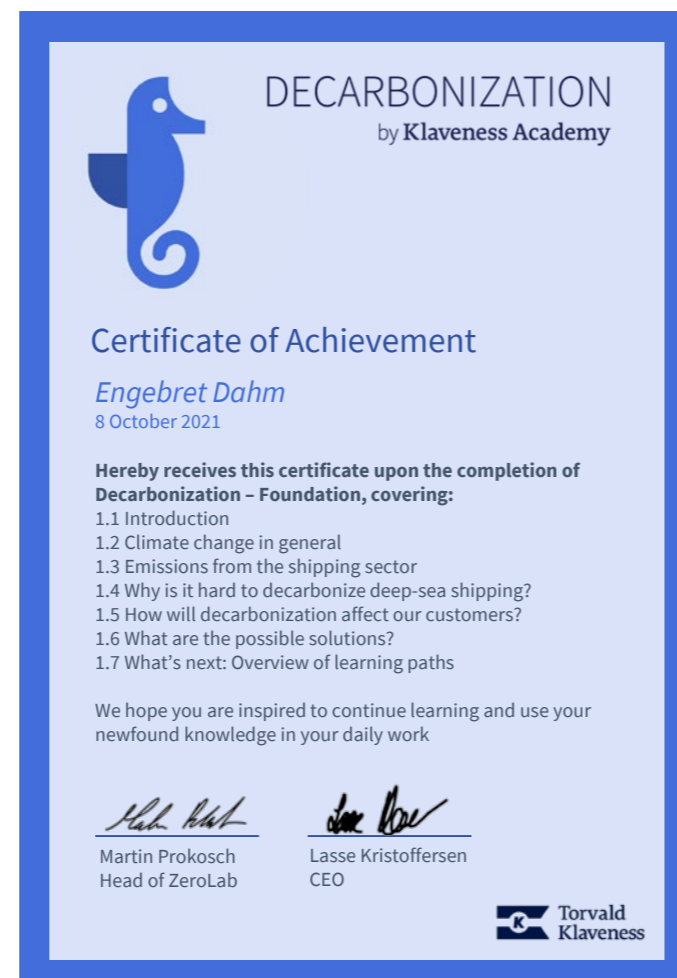 DECARBONIZATION
by Klaveness Academy
Certificate of Achievement
Engebret Dahm
8 October 2021
Hereby receives this certificate upon the completion of
Decarbonization – Foundation, covering:
1.1 Introduction
1.2 Climate change in general
1.3 Emissions from the shipping sector
1.4 Why is it hard to decarbonize deep-sea shipping?
1.5 How will decarbonization affect our customers?
1.6 What are the possible solutions?
1.7 What’s next: Overview of learning paths
We hope you are inspired to continue learning and use your
newfound knowledge in your daily work
Martin Prokosch
Head of ZeroLab
Lasse Kristoffersen
CEO
K
Torvald
Klaveness